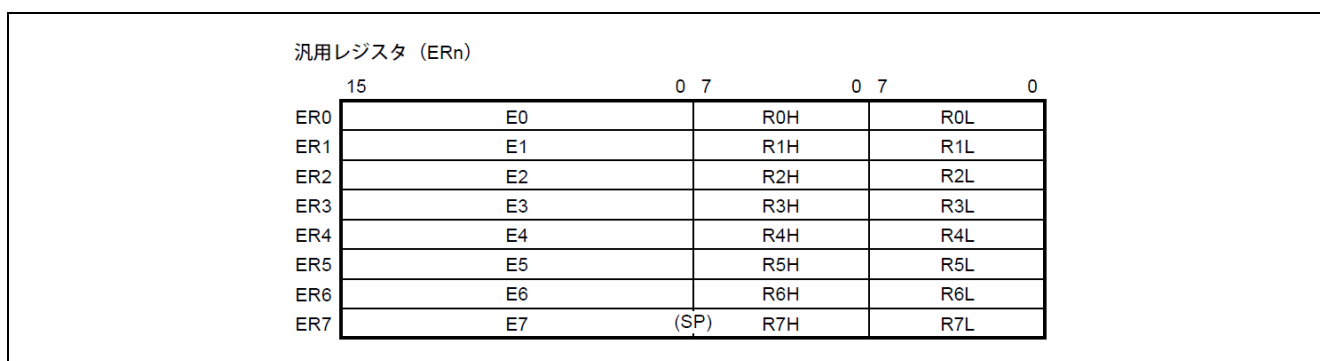 汎用レジスタ（ERn）
15 0 7 0 7 0
ER0 E0 R0H R0L
ER1 E1 R1H R1L
ER2 E2 R2H R2L
ER3 E3 R3H R3L
ER4 E4 R4H R4L
ER5 E5 R5H R5L
ER6 E6 R6H R6L
ER7 E7 (SP) R7H R7L